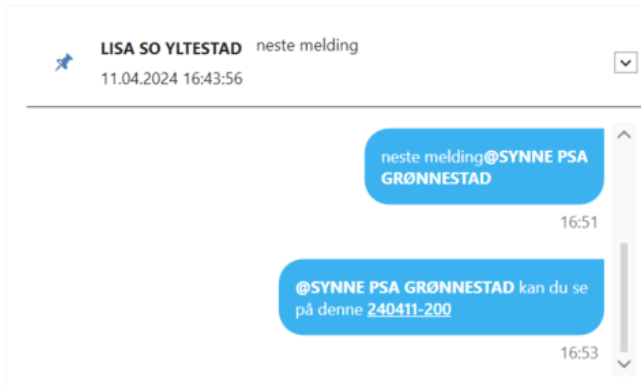 LISA SO YLTESTAD neste melding
11.04.2024 16:43:56
neste melding@SYNNE PSA
GRØNNESTAD
16:51
@SYNNE PSA GRØNNESTAD kan du se
på denne 240411-200
16:53